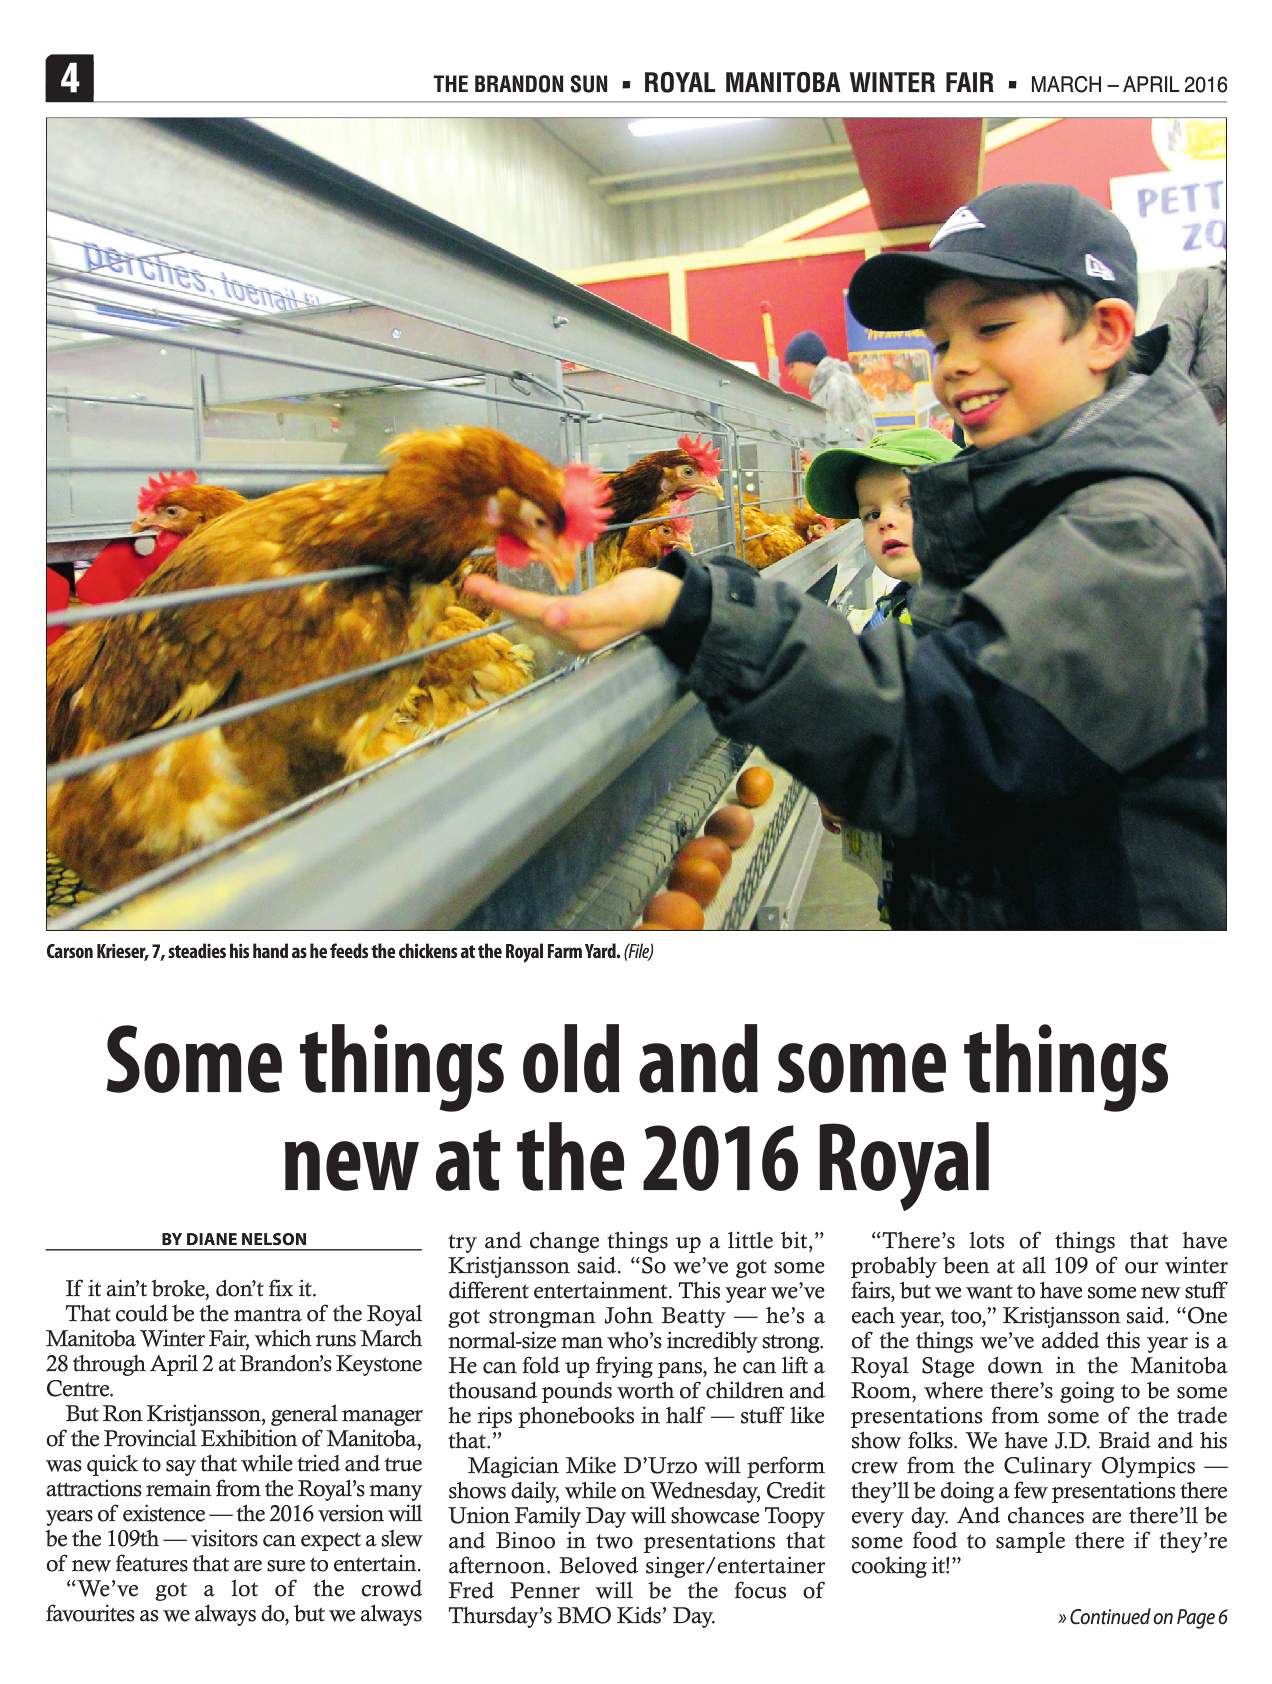 4
THE BRANDON SUN ▪ ROYAL MANITOBA WINTER FAIR ▪ MARCH – APRIL 2016
perches, toenail
PETT
ZO
Carson Krieser, 7, steadies his hand as he feeds the chickens at the Royal Farm Yard. (File)
Some things old and some things
new at the 2016 Royal
BY DIANE NELSON
If it ain’t broke, don’t fix it.
That could be the mantra of the Royal
Manitoba Winter Fair, which runs March
28 through April 2 at Brandon’s Keystone
Centre.
But Ron Kristjansson, general manager
of the Provincial Exhibition of Manitoba,
was quick to say that while tried and true
attractions remain from the Royal’s many
years of existence — the 2016 version will
be the 109th — visitors can expect a slew
of new features that are sure to entertain.
“We’ve got a lot of the crowd
favourites as we always do, but we always
try and change things up a little bit,”
Kristjansson said. “So we’ve got some
different entertainment. This year we’ve
got strongman John Beatty — he’s a
normal-size man who’s incredibly strong.
He can fold up frying pans, he can lift a
thousand pounds worth of children and
he rips phonebooks in half — stuff like
that.”
Magician Mike D’Urzo will perform
shows daily, while on Wednesday, Credit
Union Family Day will showcase Toopy
and Binoo in two presentations that
afternoon. Beloved singer/entertainer
Fred Penner will be the focus of
Thursday’s BMO Kids’ Day.
“There’s lots of things that have
probably been at all 109 of our winter
fairs, but we want to have some new stuff
each year, too,” Kristjansson said. “One
of the things we’ve added this year is a
Royal Stage down in the Manitoba
Room, where there’s going to be some
presentations from some of the trade
show folks. We have J.D. Braid and his
crew from the Culinary Olympics —
they’ll be doing a few presentations there
every day. And chances are there’ll be
some food to sample there if they’re
cooking it!”
» Continued on Page 6